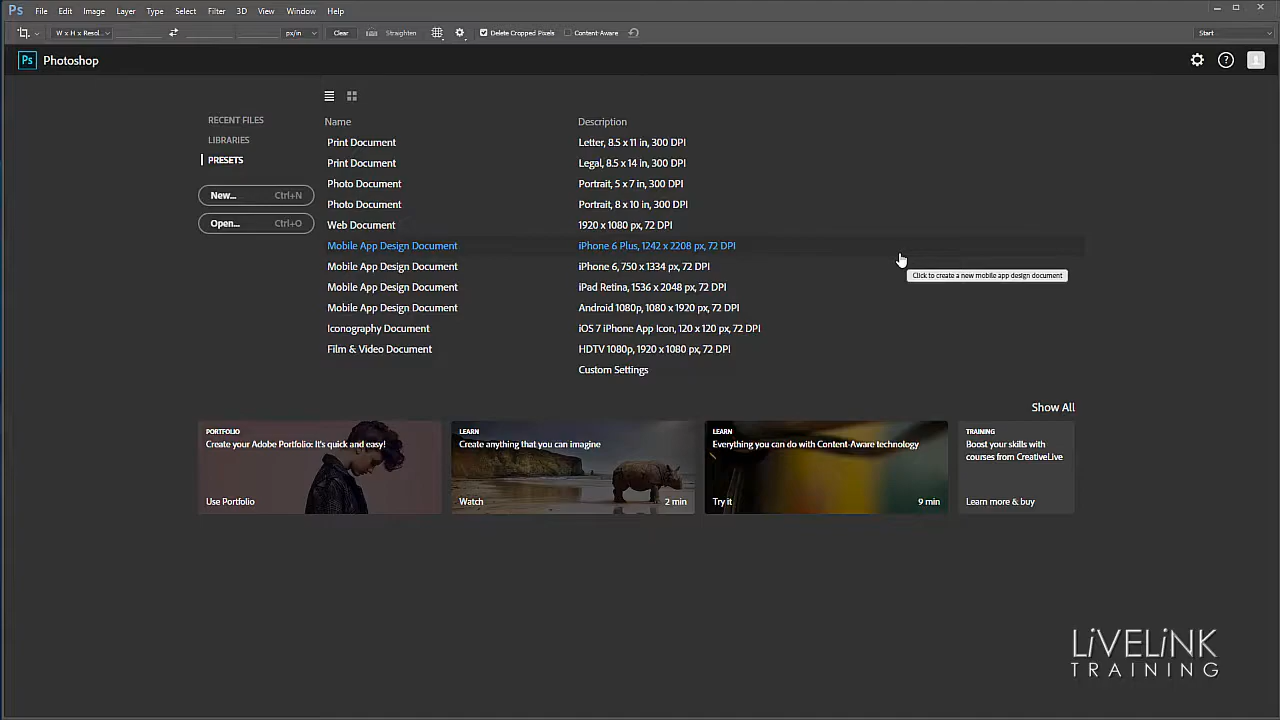 Ps File Edit Image Layer Type Select Filter 3D View Window Help
W x H x Resol... px/in Clear Straighten Delete Cropped Pixels Content-Aware Start
Ps Photoshop
RECENT FILES
LIBRARIES
PRESETS
New... Ctrl+N
Open... Ctrl+O
Name Description
Print Document Letter, 8.5 x 11 in, 300 DPI
Print Document Legal, 8.5 x 14 in, 300 DPI
Photo Document Portrait, 5 x 7 in, 300 DPI
Photo Document Portrait, 8 x 10 in, 300 DPI
Web Document 1920 x 1080 px, 72 DPI
Mobile App Design Document iPhone 6 Plus, 1242 x 2208 px, 72 DPI
Mobile App Design Document iPhone 6, 750 x 1334 px, 72 DPI
Click to create a new mobile app design document
Mobile App Design Document iPad Retina, 1536 x 2048 px, 72 DPI
Mobile App Design Document Android 1080p, 1080 x 1920 px, 72 DPI
Iconography Document iOS 7 iPhone App Icon, 120 x 120 px, 72 DPI
Film & Video Document HDTV 1080p, 1920 x 1080 px, 72 DPI
Custom Settings
Show All
PORTFOLIO
Create your Adobe Portfolio: It's quick and easy!
Use Portfolio
LEARN
Create anything that you can imagine
Watch 2 min
LEARN
Everything you can do with Content-Aware technology
Try it 9 min
TRAINING
Boost your skills with
courses from CreativeLive
Learn more & buy
LiVELiNK
TRAINING